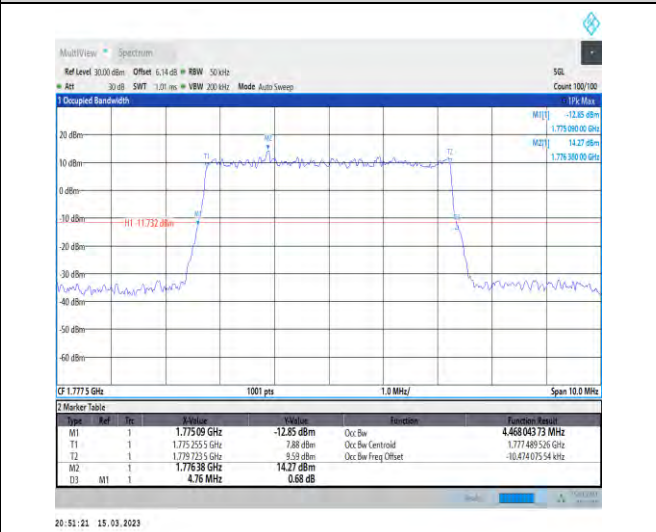 MultiView Spectrum
Ref Level 30.00 dBm Offset 6.14 dB RBW 50 kHz SGL
Att 30 dB SWT 1.01 ms VBW 200 kHz Mode Auto Sweep Count 100/100
1 Occupied Bandwidth 1Pk Max
M1[1] -12.85 dBm
1.775 090 00 GHz
20 dBm M2[1] 14.27 dBm
1.776 380 00 GHz
M2
T1 T2
10 dBm
0 dBm
-10 dBm M1
H1 -11.732 dBm D3
-20 dBm
-30 dBm
-40 dBm
-50 dBm
-60 dBm
CF 1.777 5 GHz 1001 pts 1.0 MHz/ Span 10.0 MHz
2 Marker Table
Type Ref Trc X-Value Y-Value Function Function Result
M1 1 1.775 09 GHz -12.85 dBm Occ Bw 4.468 043 73 MHz
T1 1 1.775 255 5 GHz 7.88 dBm Occ Bw Centroid 1.777 489 526 GHz
T2 1 1.779 723 5 GHz 9.59 dBm Occ Bw Freq Offset -10.474 075 54 kHz
M2 1 1.776 38 GHz 14.27 dBm
D3 M1 1 4.76 MHz 0.68 dB
20:51:21 15.03.2023